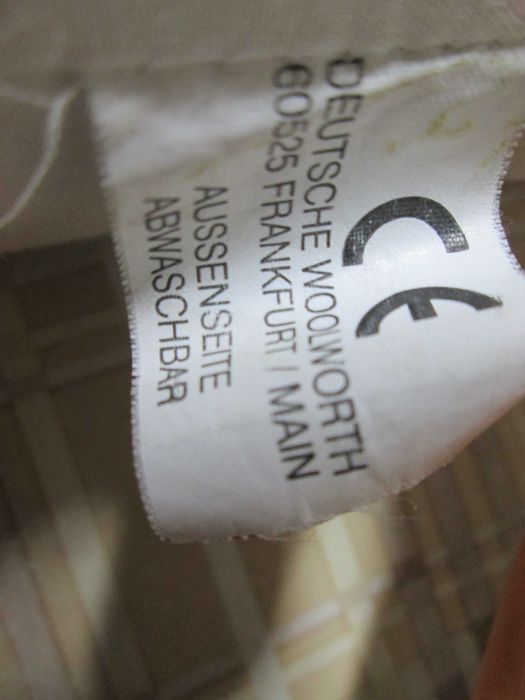 CE
DEUTSCHE WOOLWORTH
60525 FRANKFURT / MAIN
AUSSENSEITE
ABWASCHBAR